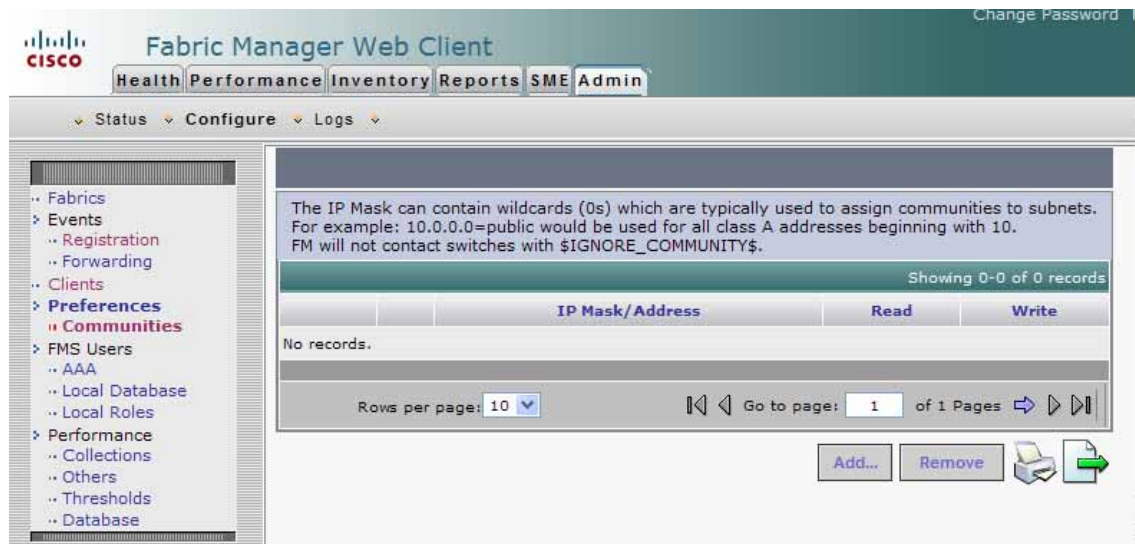 Change Password
CISCO
Fabric Manager Web Client
Health Performance Inventory Reports SME Admin
Status Configure Logs
Fabrics
Events
Registration
Forwarding
Clients
Preferences
Communities
FMS Users
AAA
Local Database
Local Roles
Performance
Collections
Others
Thresholds
Database
The IP Mask can contain wildcards (0s) which are typically used to assign communities to subnets.
For example: 10.0.0.0=public would be used for all class A addresses beginning with 10.
FM will not contact switches with $IGNORE_COMMUNITY$.
Showing 0-0 of 0 records
IP Mask/Address Read Write
No records.
Rows per page: 10 Go to page: 1 of 1 Pages
Add... Remove